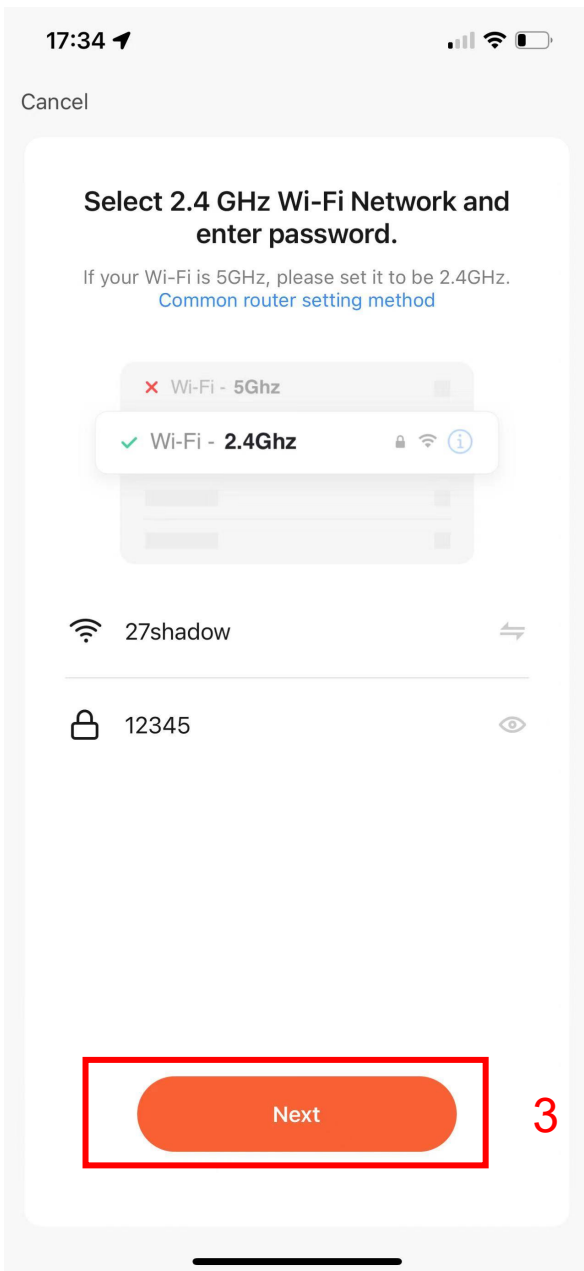 17:34
Cancel
Select 2.4 GHz Wi-Fi Network and
enter password.
If your Wi-Fi is 5GHz, please set it to be 2.4GHz.
Common router setting method
Wi-Fi - 5Ghz
Wi-Fi - 2.4Ghz
27shadow
12345
Next
3